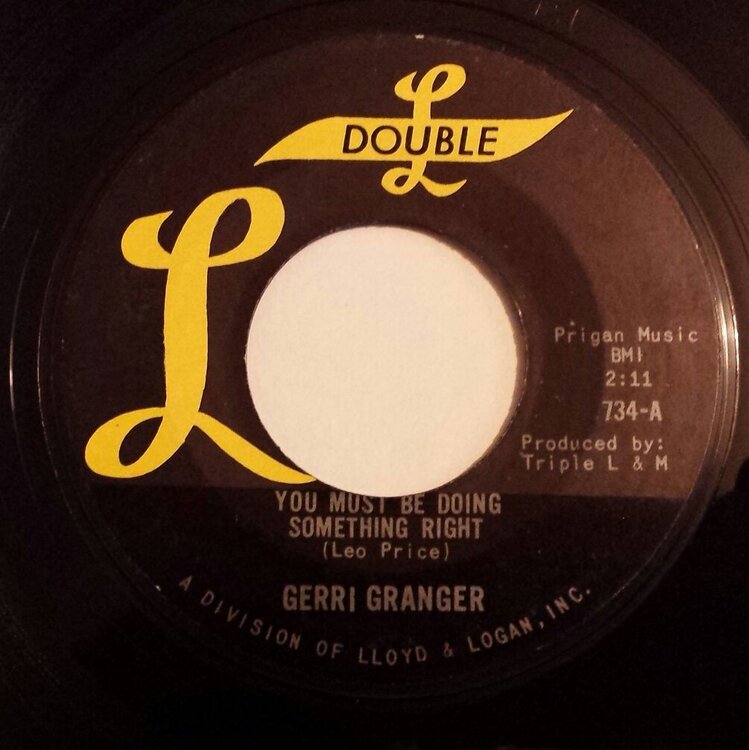 L
DOUBLE
L
Prigan Music
BMI
2:11
734-A
Produced by:
Triple L & M
YOU MUST BE DOING
SOMETHING RIGHT
(Leo Price)
GERRI GRANGER
A DIVISION OF LLOYD & LOGAN, INC.